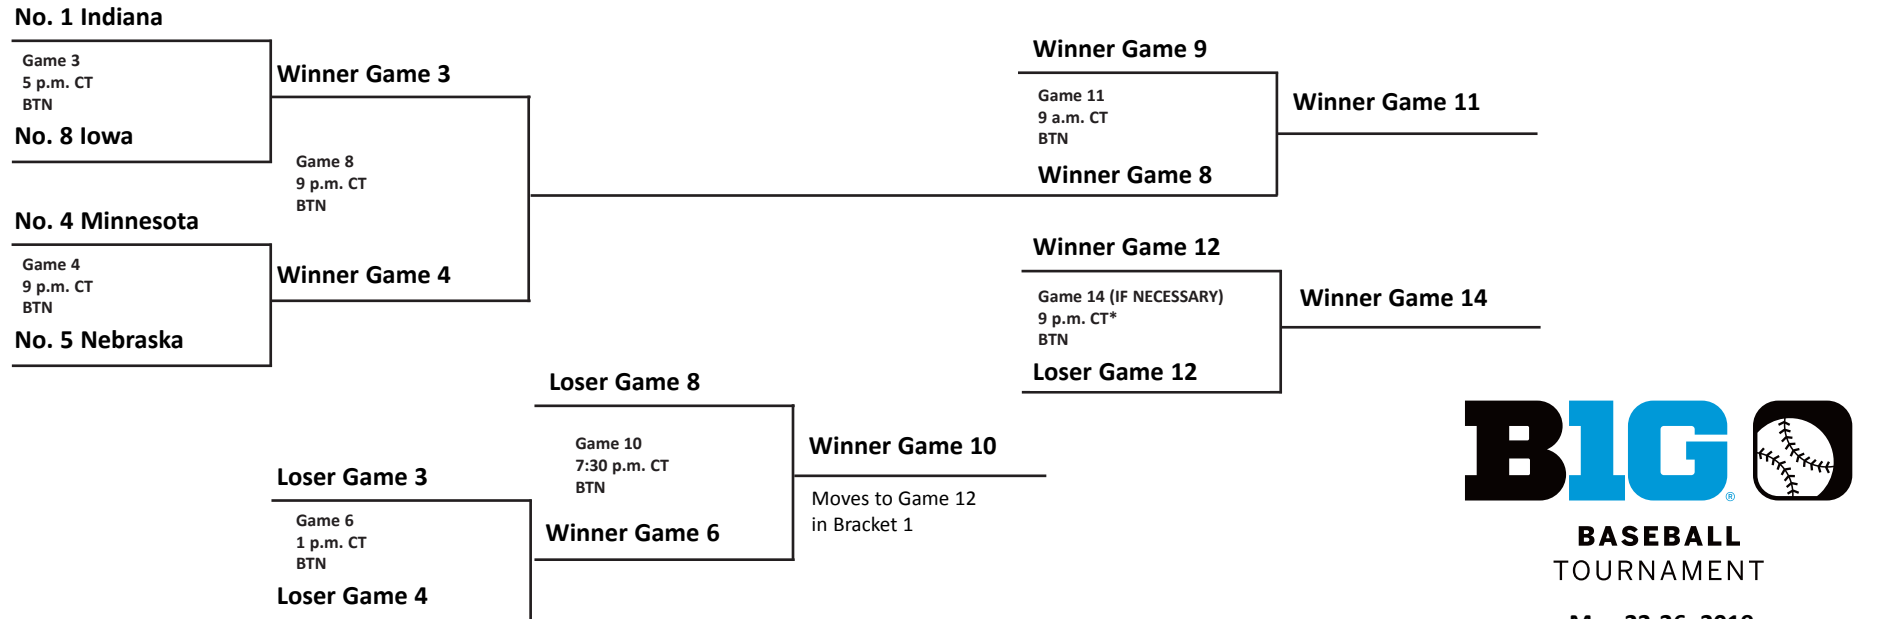 No. 1 Indiana
Game 3
5 p.m. CT
BTN
No. 8 Iowa
Winner Game 3
Game 8
9 p.m. CT
BTN
No. 4 Minnesota
Game 4
9 p.m. CT
BTN
No. 5 Nebraska
Winner Game 4
Winner Game 9
Game 11
9 a.m. CT
BTN
Winner Game 8
Winner Game 11
Winner Game 12
Game 14 (IF NECESSARY)
9 p.m. CT*
BTN
Loser Game 12
Winner Game 14
Loser Game 8
Game 10
7:30 p.m. CT
BTN
Winner Game 6
Winner Game 10
Moves to Game 12
in Bracket 1
Loser Game 3
Game 6
1 p.m. CT
BTN
Loser Game 4
B1G®
BASEBALL
TOURNAMENT